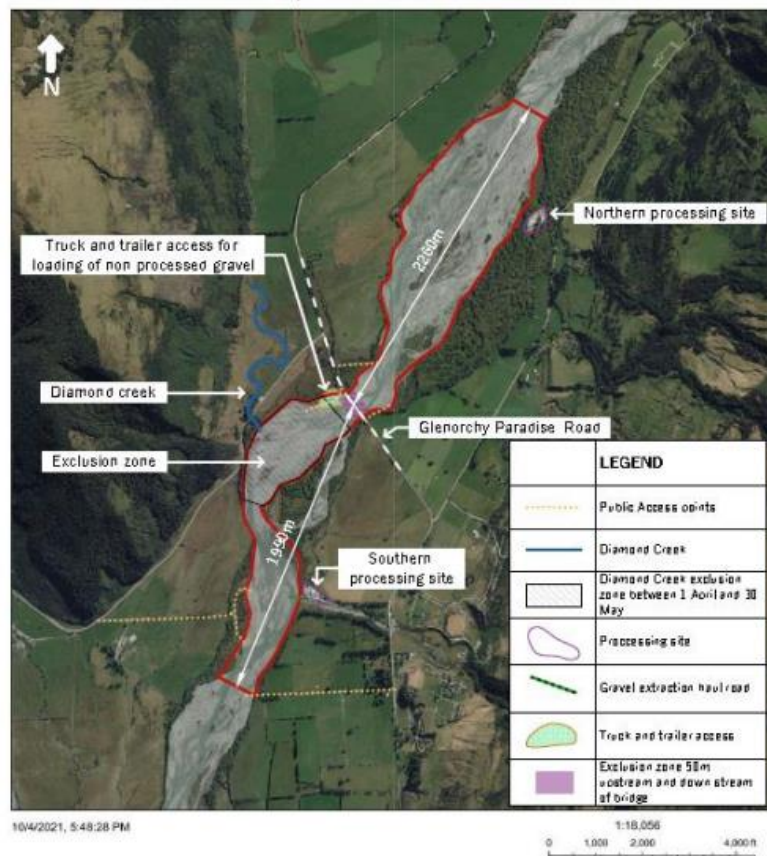 N
Northern processing site
Truck and trailer access for
loading of non processed gravel
2260m
Diamond creek
Glenorchy Paradise Road
Exclusion zone
1990m
Southern
processing site
LEGEND
Public Access points
Diamond Creek
Diamond Creek exclusion
zone between 1 April and 30
May
Proccessing site
Gravel extraction haul road
Truck and trailer access
Exclusion zone 50m
upstream and down stream
of bridge
10/4/2021, 5:48:28 PM
1:18,056
0 1,000 2,000 4,000 ft